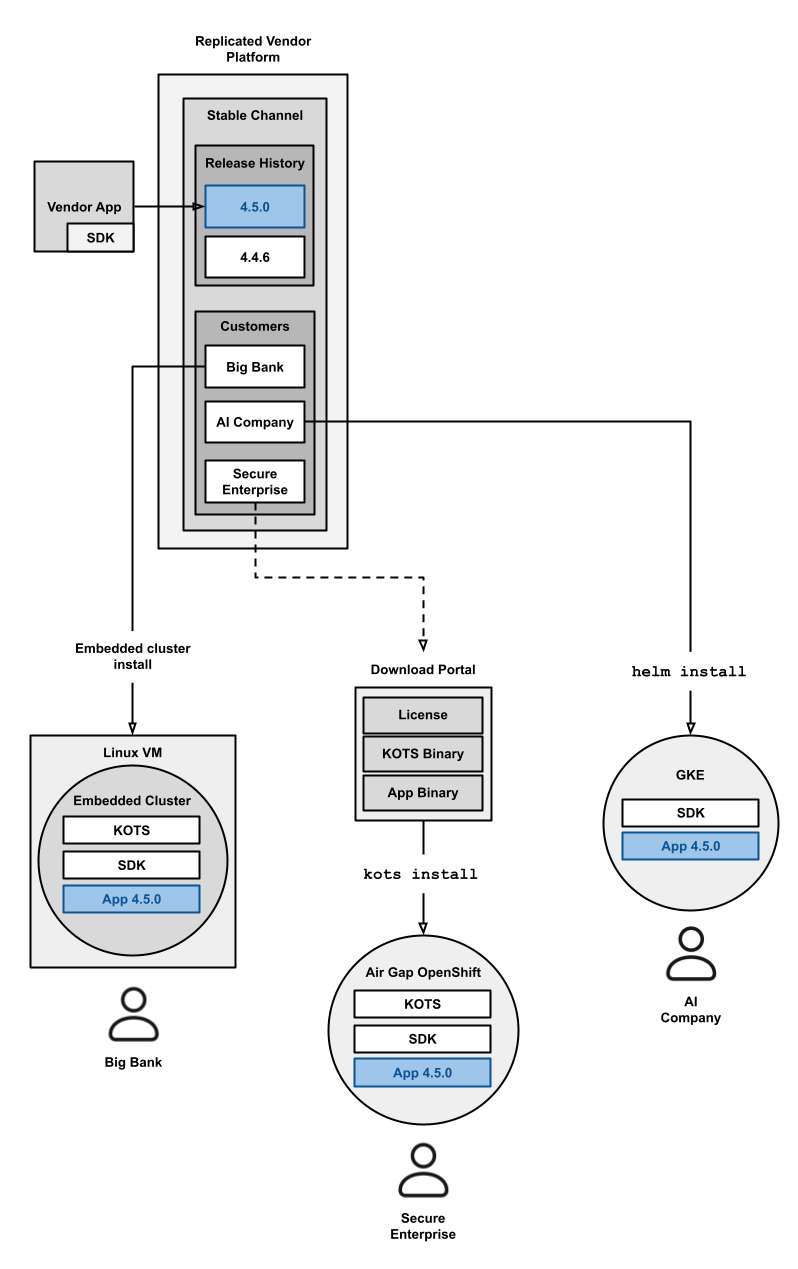 Replicated Vendor
Platform
Stable Channel
Release History
Vendor App
4.5.0
SDK
4.4.6
Customers
Big Bank
AI Company
Secure
Enterprise
Embedded cluster
install
Linux VM
Embedded Cluster
KOTS
SDK
App 4.5.0
Big Bank
Download Portal
License
KOTS Binary
App Binary
kots install
Air Gap OpenShift
KOTS
SDK
App 4.5.0
Secure
Enterprise
helm install
GKE
SDK
App 4.5.0
AI
Company